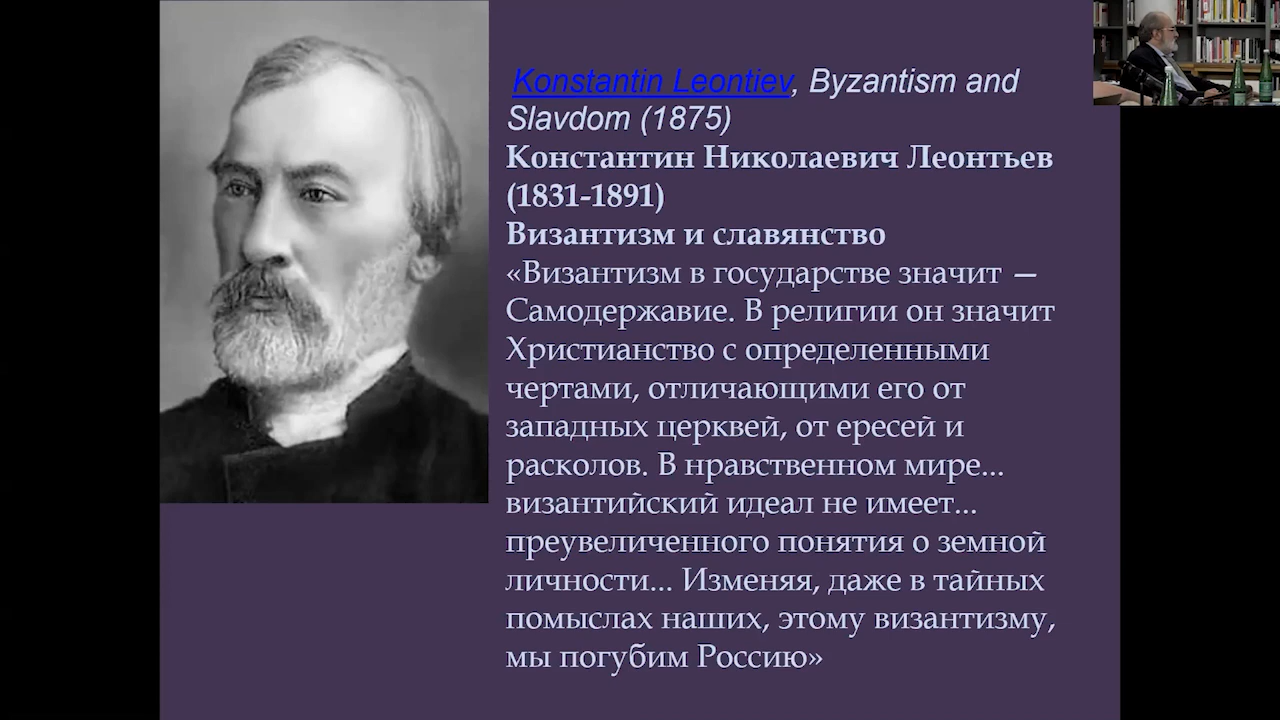 Konstantin Leontiev, Byzantism and
Slavdom (1875)
Константин Николаевич Леонтьев
(1831-1891)
Византизм и славянство
«Византизм в государстве значит —
Самодержавие. В религии он значит
Христианство с определенными
чертами, отличающими его от
западных церквей, от ересей и
расколов. В нравственном мире...
византийский идеал не имеет...
преувеличенного понятия о земной
личности... Изменяя, даже в тайных
помыслах наших, этому византизму,
мы погубим Россию»